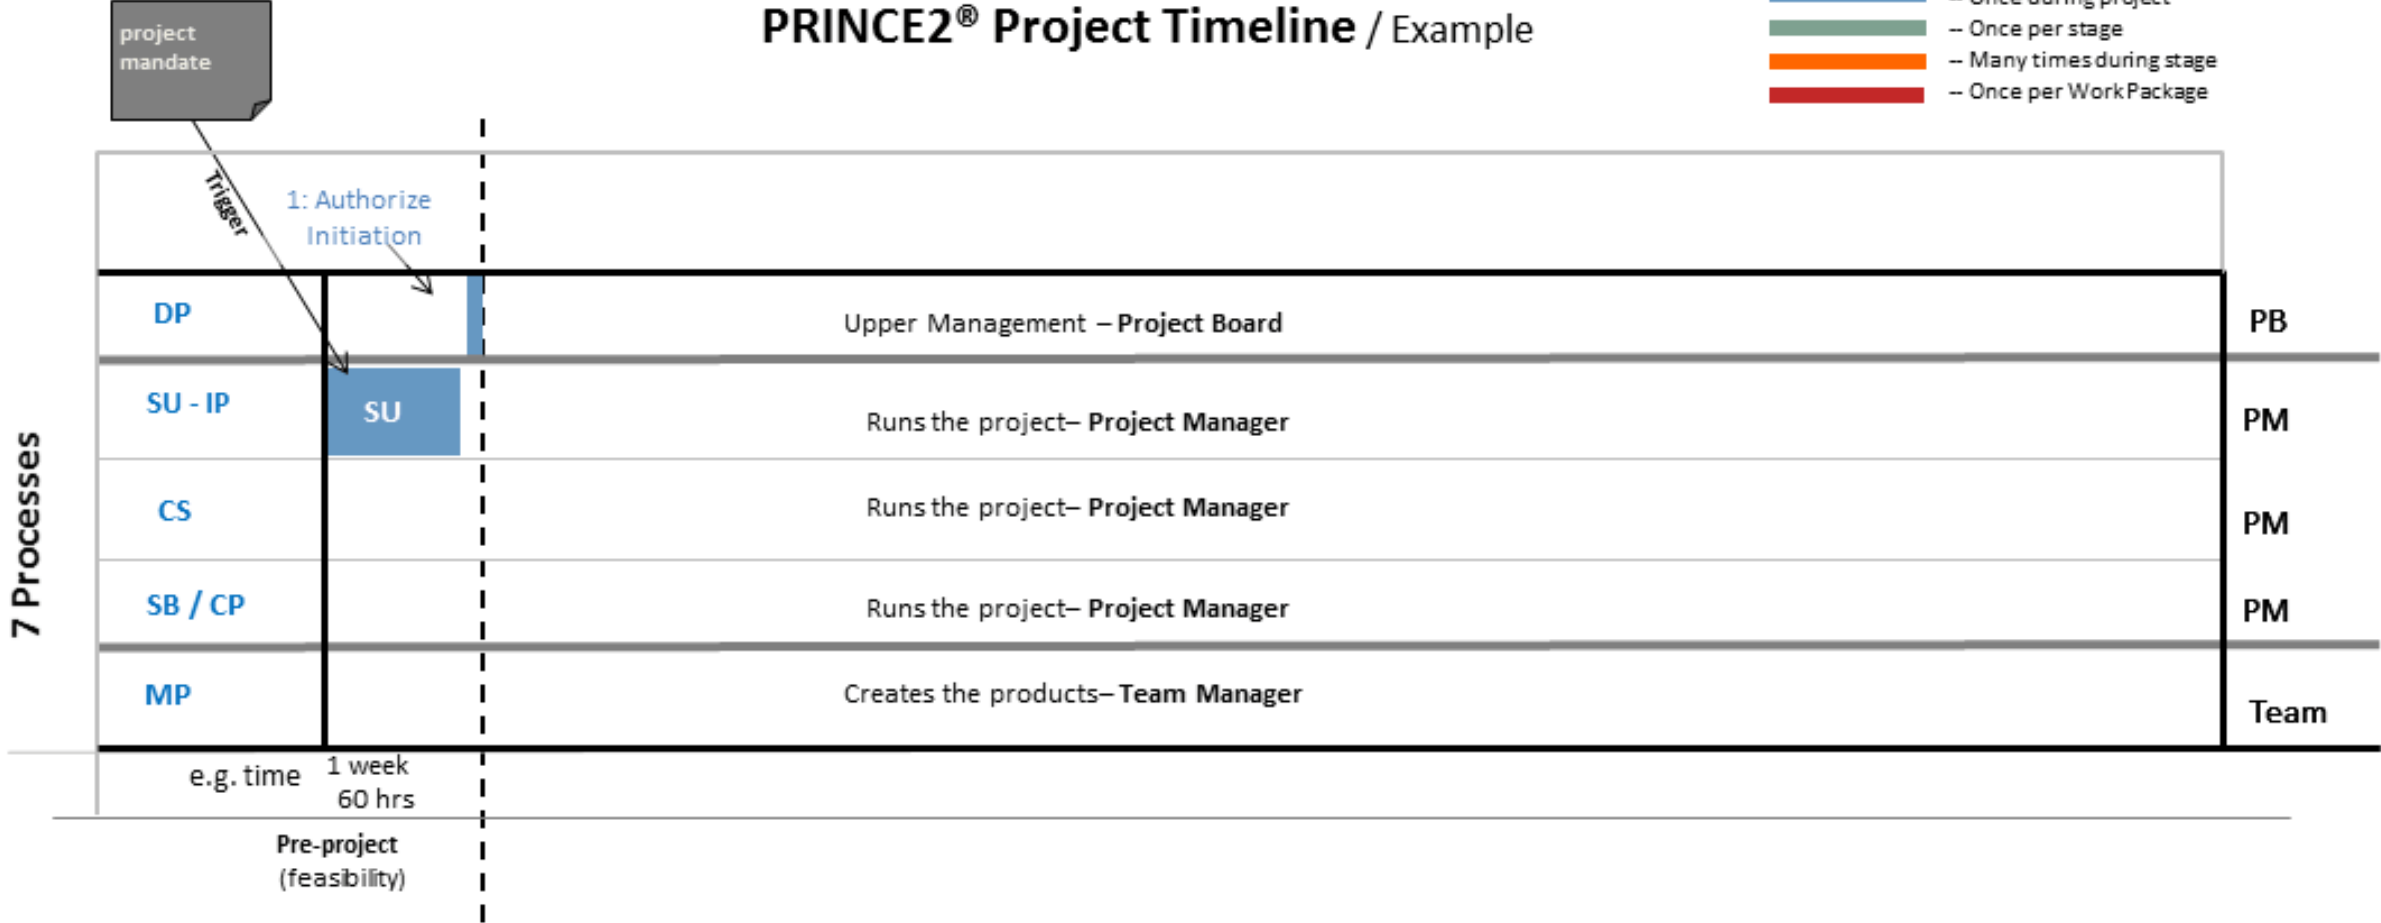 project
mandate
PRINCE2® Project Timeline / Example
-- Once during project
-- Once per stage
-- Many times during stage
-- Once per Work Package
Trigger
1: Authorize
Initiation
DP
Upper Management – Project Board
PB
SU - IP
SU
Runs the project– Project Manager
PM
CS
Runs the project– Project Manager
PM
SB / CP
Runs the project– Project Manager
PM
MP
Creates the products– Team Manager
Team
7 Processes
e.g. time
1 week
60 hrs
Pre-project
(feasibility)